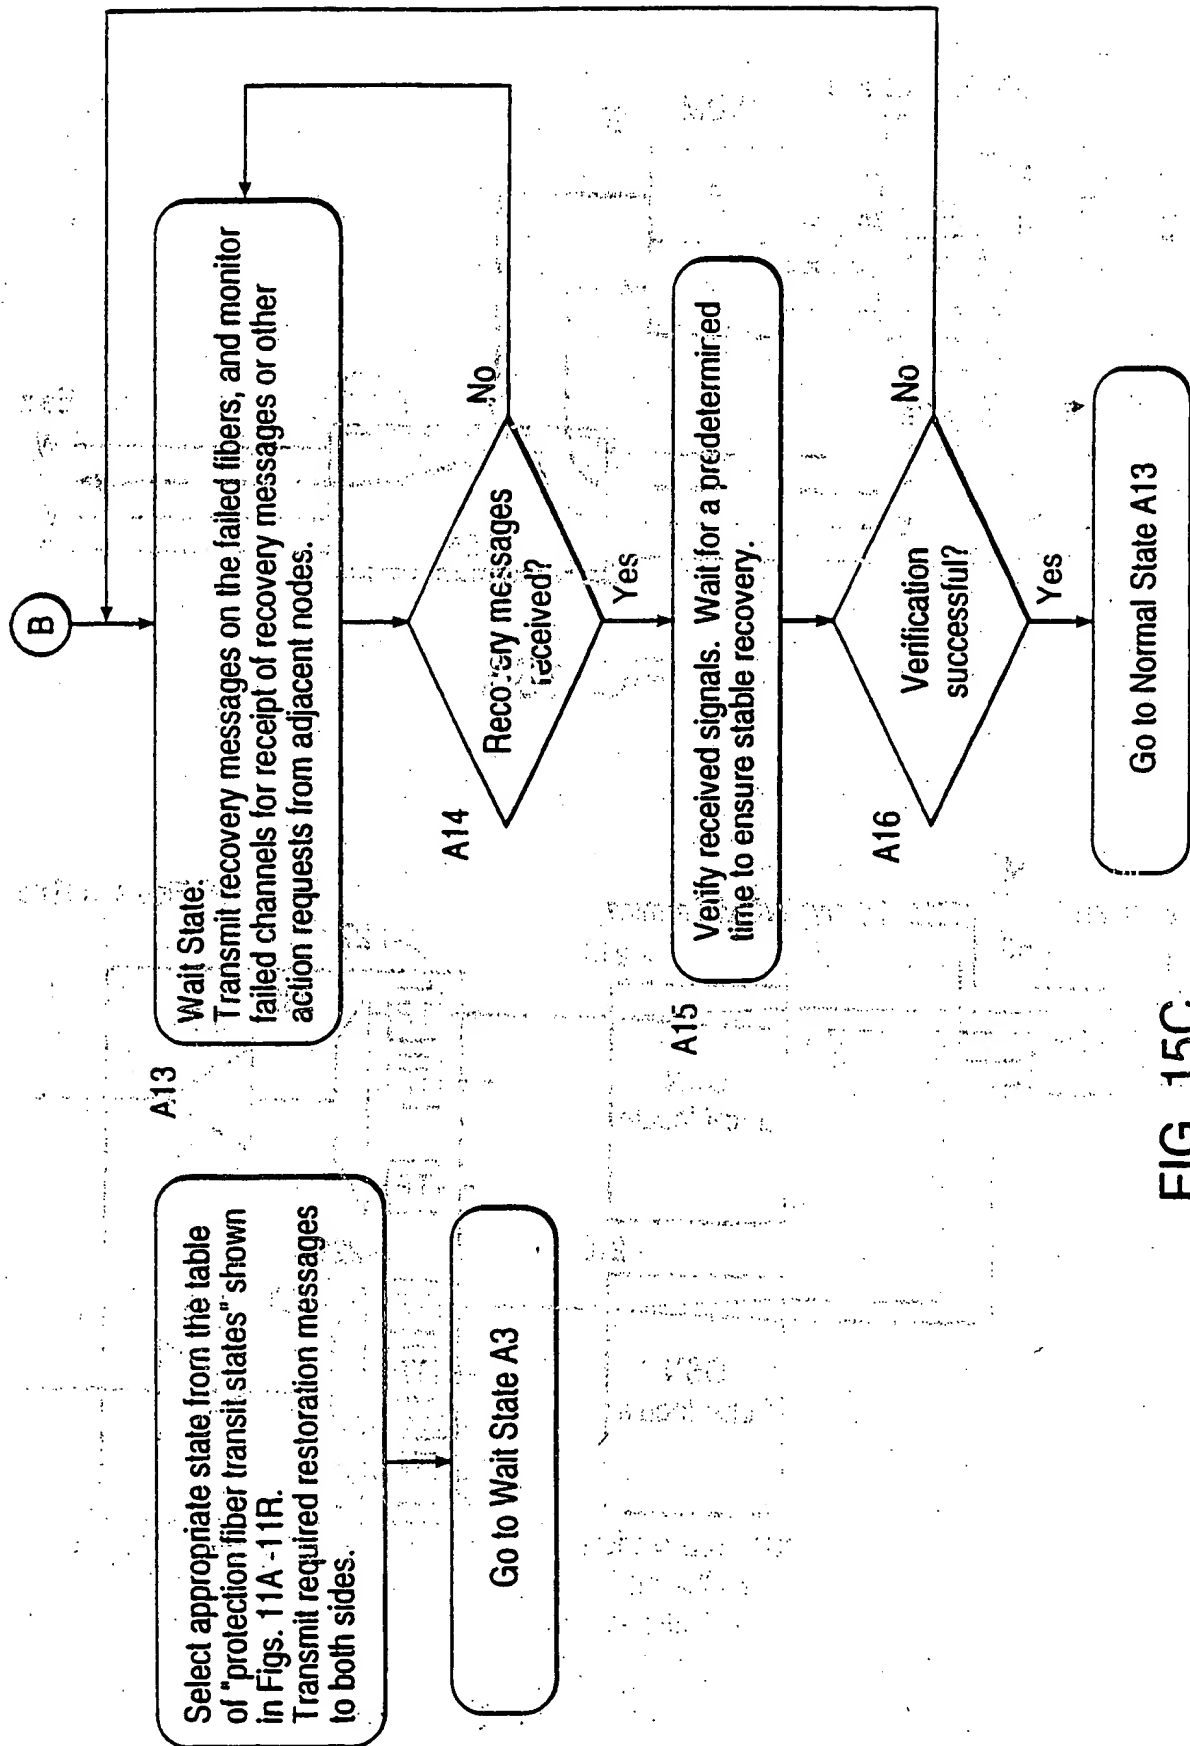 B
A13
Wait State.
Transmit recovery messages on the failed fibers, and monitor
failed channels for receipt of recovery messages or other
action requests from adjacent nodes.
A14
Recovery messages
received?
No
Yes
A15
Verify received signals. Wait for a predetermined
time to ensure stable recovery.
A16
Verification
successful?
No
Yes
Go to Normal State A13
Select appropriate state from the table
of "protection fiber transit states" shown
in Figs. 11A-11R.
Transmit required restoration messages
to both sides.
Go to Wait State A3
FIG. 15C